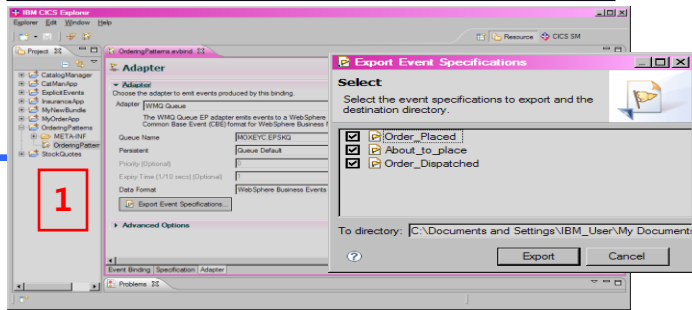 IBM CICS Explorer
Explorer Edit Window Help
Resource CICS SM
Project
CatalogManager
CatManApp
ExplicitEvents
InsuranceApp
MyNewBundle
MyOrderApp
OrderingPatterns
META-INF
OrderingPattern
StockQuotes
1
OrderingPatterns.evbind
Adapter
Adapter
Choose the adapter to emit events produced by this binding.
Adapter WMQ Queue
The WMQ Queue EP adapter emits events to a WebSphere
Common Base Event (CBE) format for WebSphere Business M
Queue Name MOXEYC.EPSKQ
Persistent Queue Default
Priority (Optional) 0
Expiry Time (1/10 secs) (Optional)
Data Format WebSphere Business Events
Export Event Specifications...
Advanced Options
Event Binding Specification Adapter
Problems
Export Event Specifications
Select
Select the event specifications to export and the
destination directory.
Order_Placed
About_to_place
Order_Dispatched
To directory: C:\Documents and Settings\IBM_User\My Documents
Export Cancel